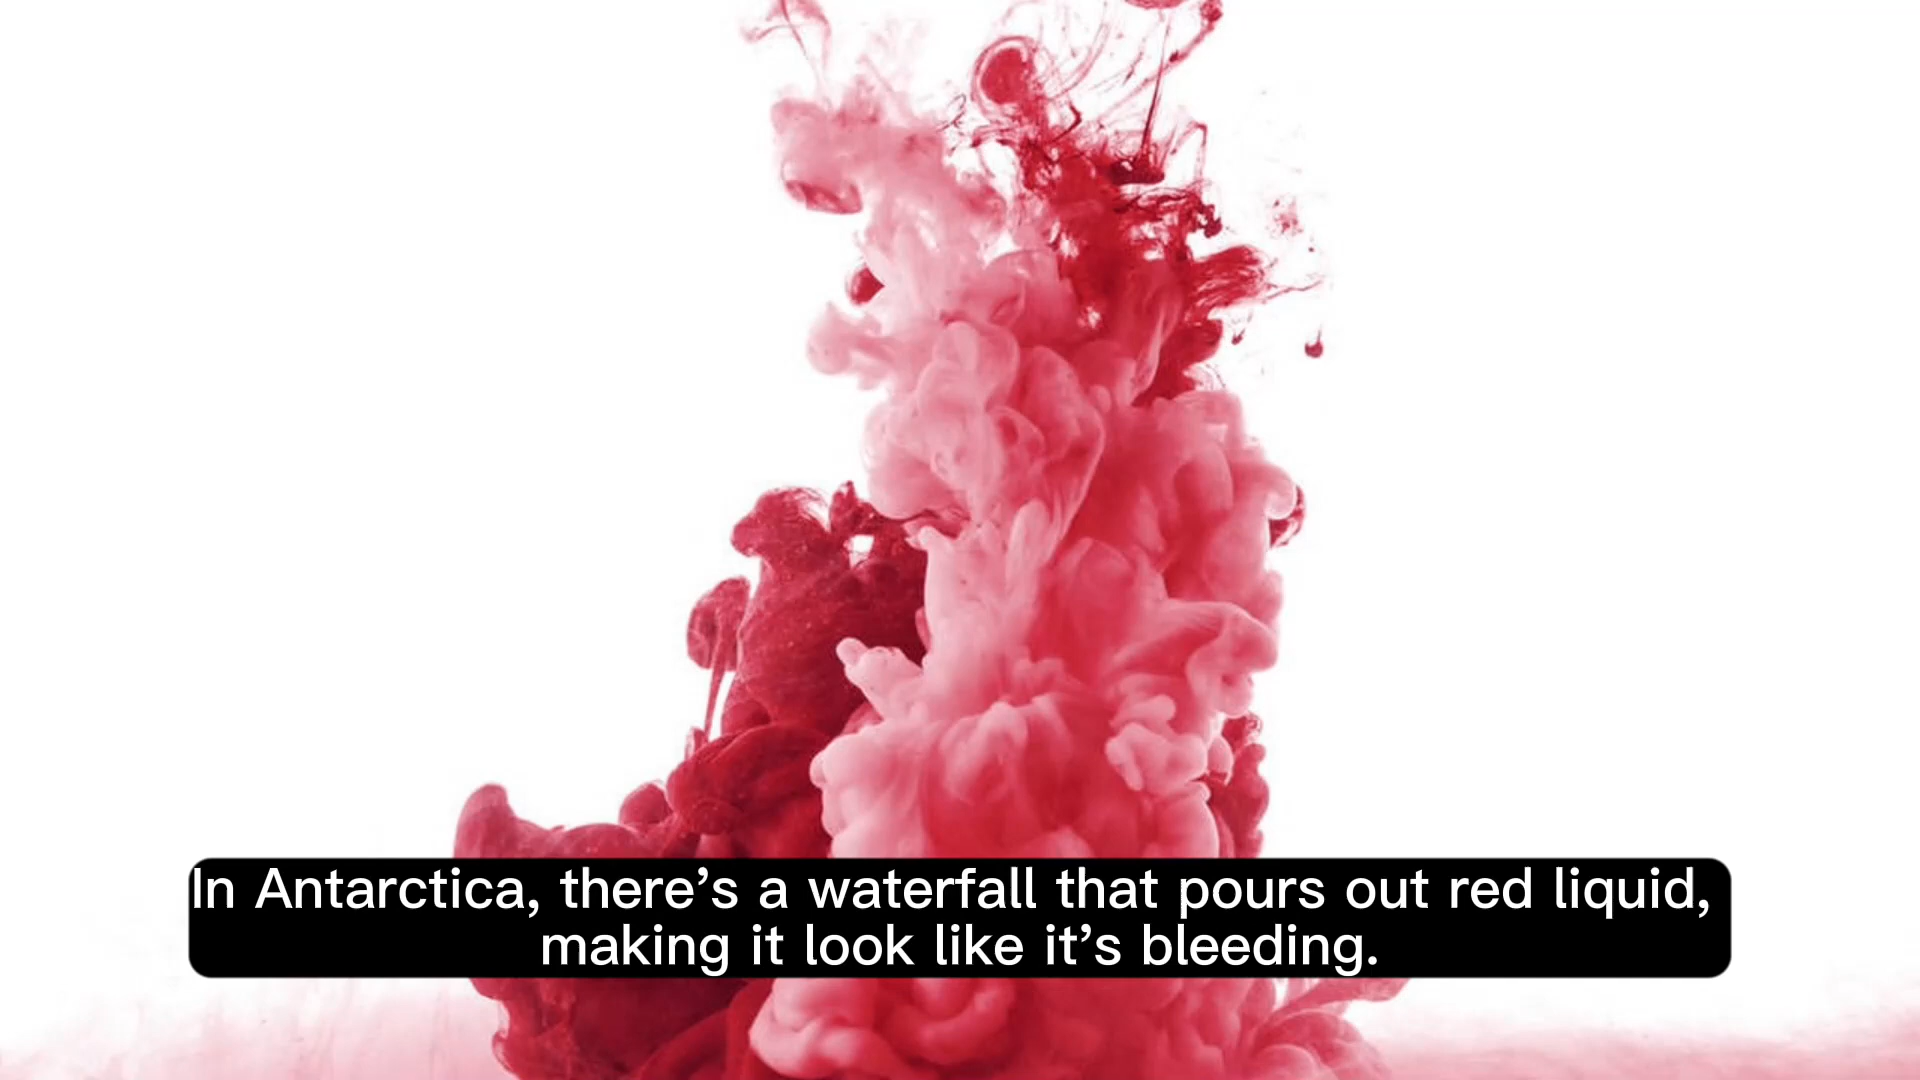 In Antarctica, there’s a waterfall that pours out red liquid,
making it look like it’s bleeding.